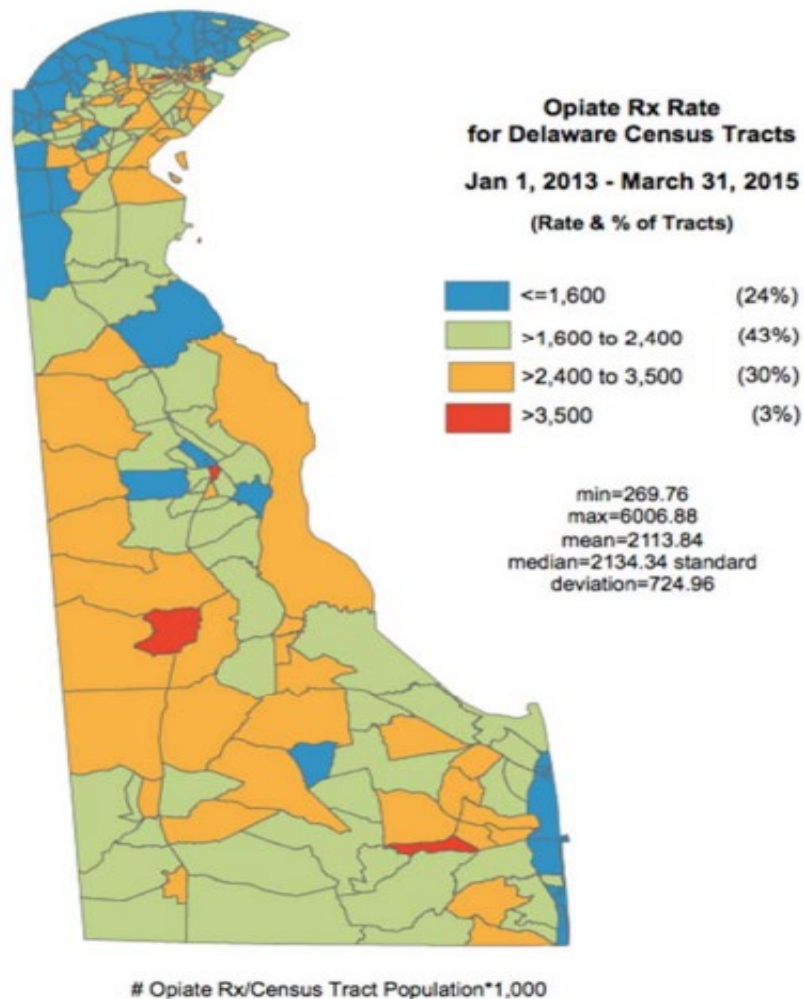 Opiate Rx Rate
for Delaware Census Tracts
Jan 1, 2013 - March 31, 2015
(Rate & % of Tracts)
<=1,600 (24%)
>1,600 to 2,400 (43%)
>2,400 to 3,500 (30%)
>3,500 (3%)
min=269.76
max=6006.88
mean=2113.84
median=2134.34 standard
deviation=724.96
# Opiate Rx/Census Tract Population*1,000